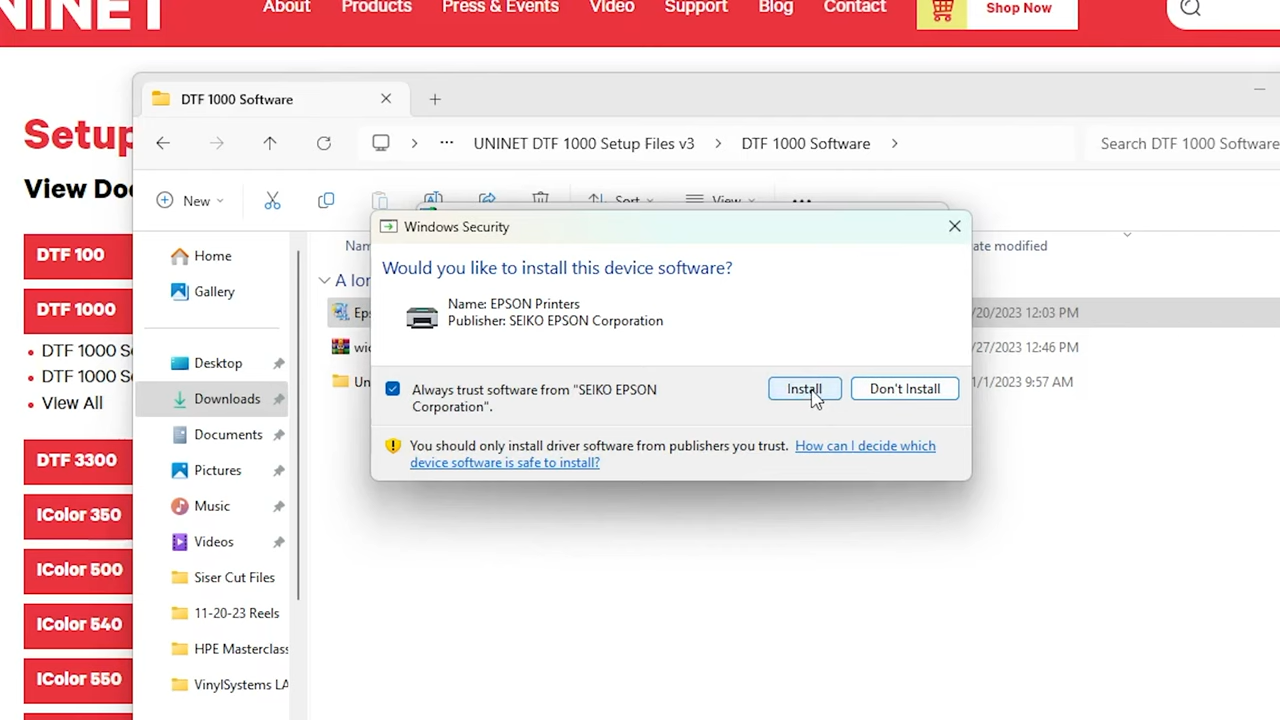 About Products Press & Events Video Support Blog Contact Shop Now
DTF 1000 Software
UNINET DTF 1000 Setup Files v3 DTF 1000 Software Search DTF 1000 Software
Setup
View
New Sort View
DTF 100
DTF 1000
DTF 1000
DTF 1000
View All
DTF 3300
IColor 350
IColor 500
IColor 540
IColor 550
Home
Gallery
Desktop
Downloads
Documents
Pictures
Music
Videos
Siser Cut Files
11-20-23 Reels
HPE Masterclass
VinylSystems LA
ate modified
A lon
/20/2023 12:03 PM
/27/2023 12:46 PM
1/1/2023 9:57 AM
Windows Security
Would you like to install this device software?
Name: EPSON Printers
Publisher: SEIKO EPSON Corporation
Always trust software from "SEIKO EPSON
Corporation".
Install Don't Install
You should only install driver software from publishers you trust. How can I decide which
device software is safe to install?